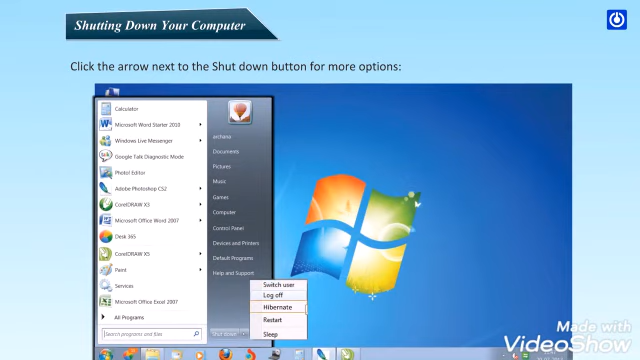 Shutting Down Your Computer
Click the arrow next to the Shut down button for more options:
Calculator
Microsoft Word Starter 2010
Windows Live Messenger
Google Talk Diagnostic Mode
Photo! Editor
Adobe Photoshop CS2
CorelDRAW X3
Microsoft Office Word 2007
Desk 365
CorelDRAW X5
Paint
Services
Microsoft Office Excel 2007
All Programs
Search programs and files
archana
Documents
Pictures
Music
Games
Computer
Control Panel
Devices and Printers
Default Programs
Help and Support
Shut down
Switch user
Log off
Hibernate
Restart
Sleep
Made with
VideoShow